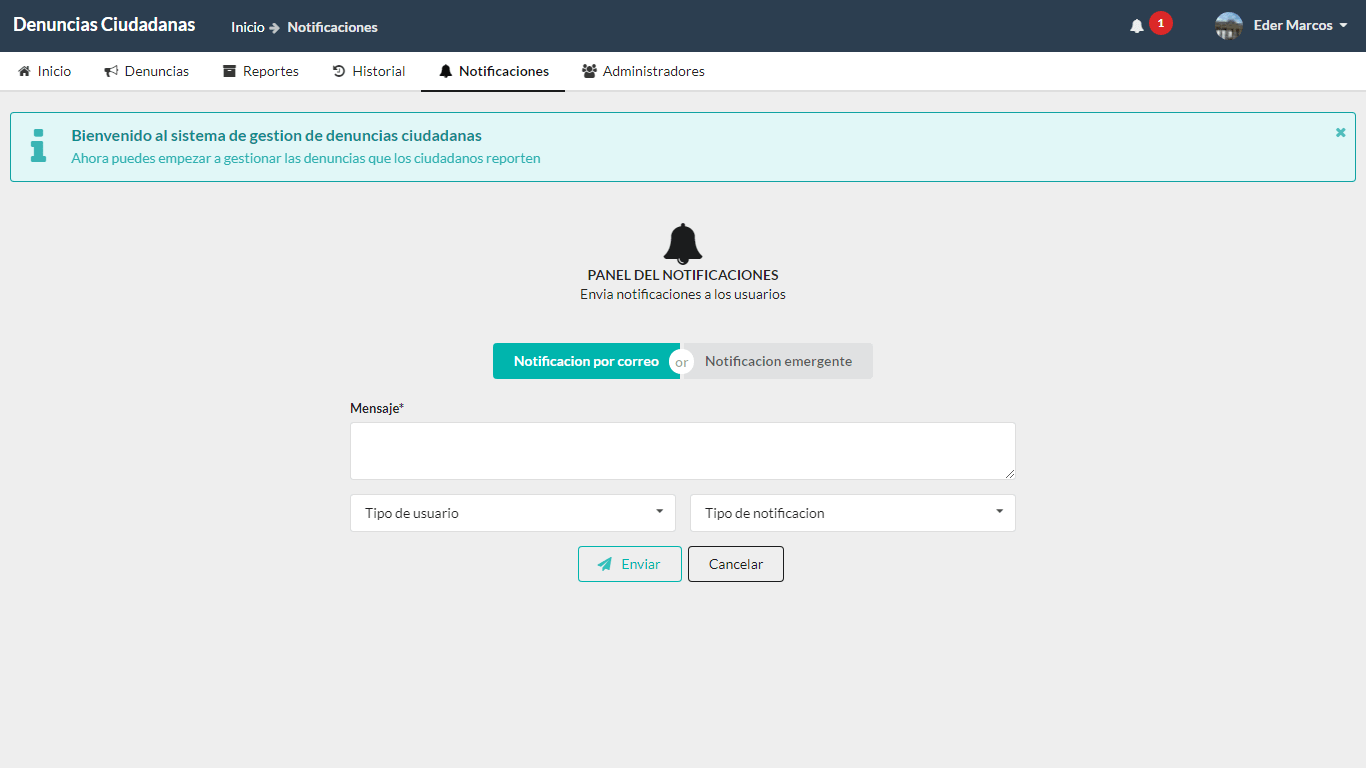 Denuncias Ciudadanas
Inicio Notificaciones
1
Eder Marcos
Inicio
Denuncias
Reportes
Historial
Notificaciones
Administradores
Bienvenido al sistema de gestion de denuncias ciudadanas
Ahora puedes empezar a gestionar las denuncias que los ciudadanos reporten
PANEL DEL NOTIFICACIONES
Envia notificaciones a los usuarios
Notificacion por correo or Notificacion emergente
Mensaje*
Tipo de usuario
Tipo de notificacion
Enviar
Cancelar